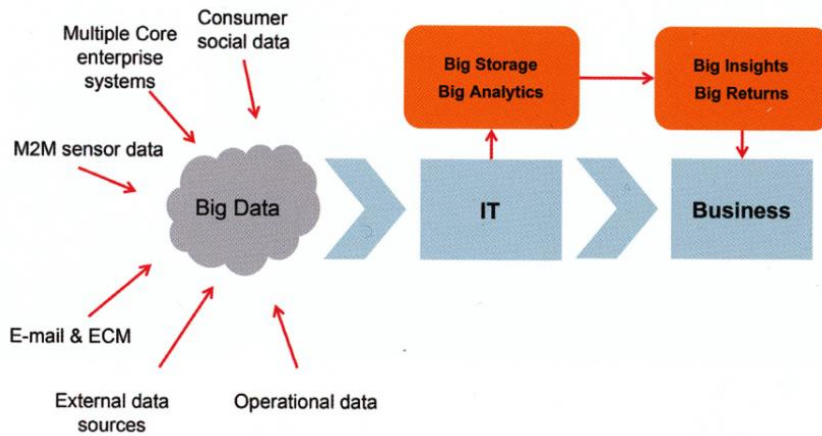 Multiple Core
enterprise
systems
Consumer
social data
M2M sensor data
Big Data
E-mail & ECM
External data
sources
Operational data
Big Storage
Big Analytics
Big Insights
Big Returns
IT
Business